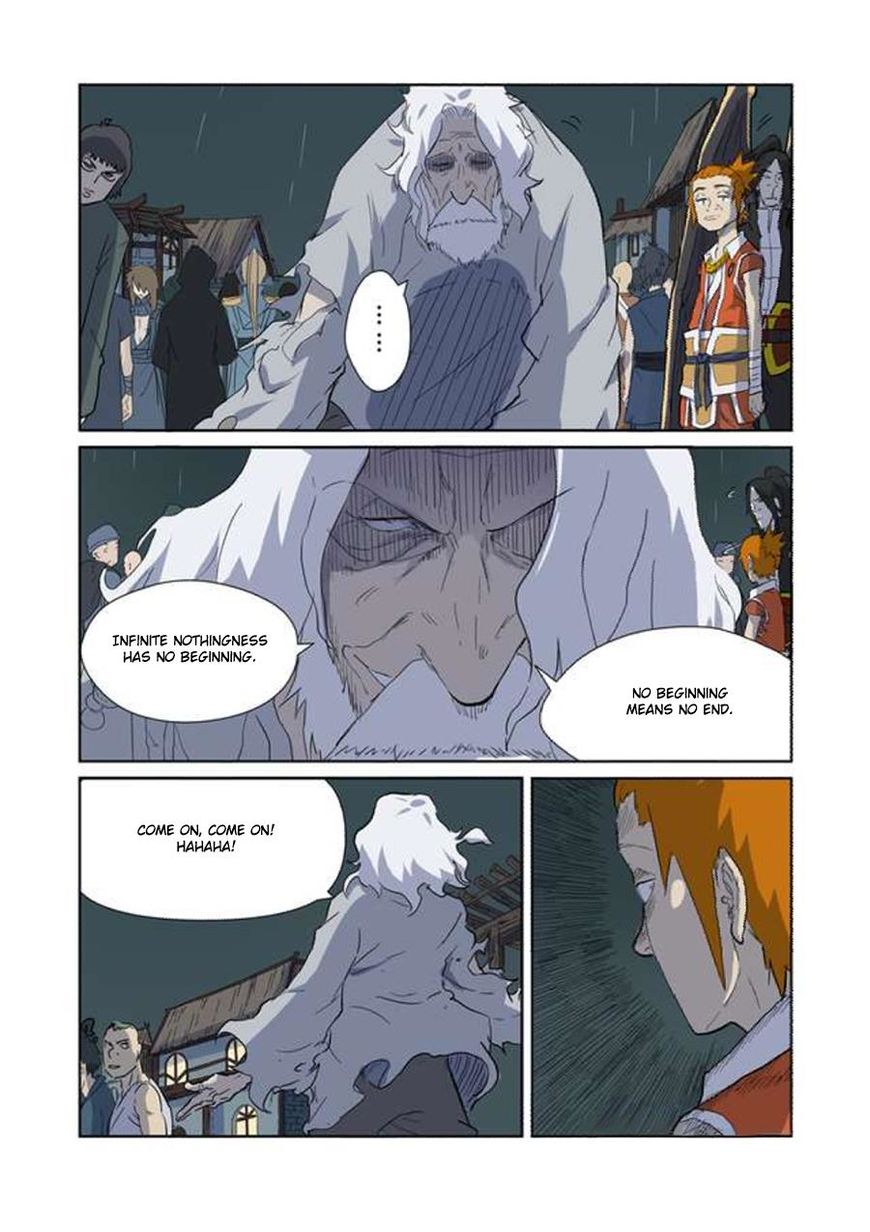 ......
INFINITE NOTHINGNESS
HAS NO BEGINNING.
NO BEGINNING
MEANS NO END.
COME ON, COME ON!
HAHAHA!